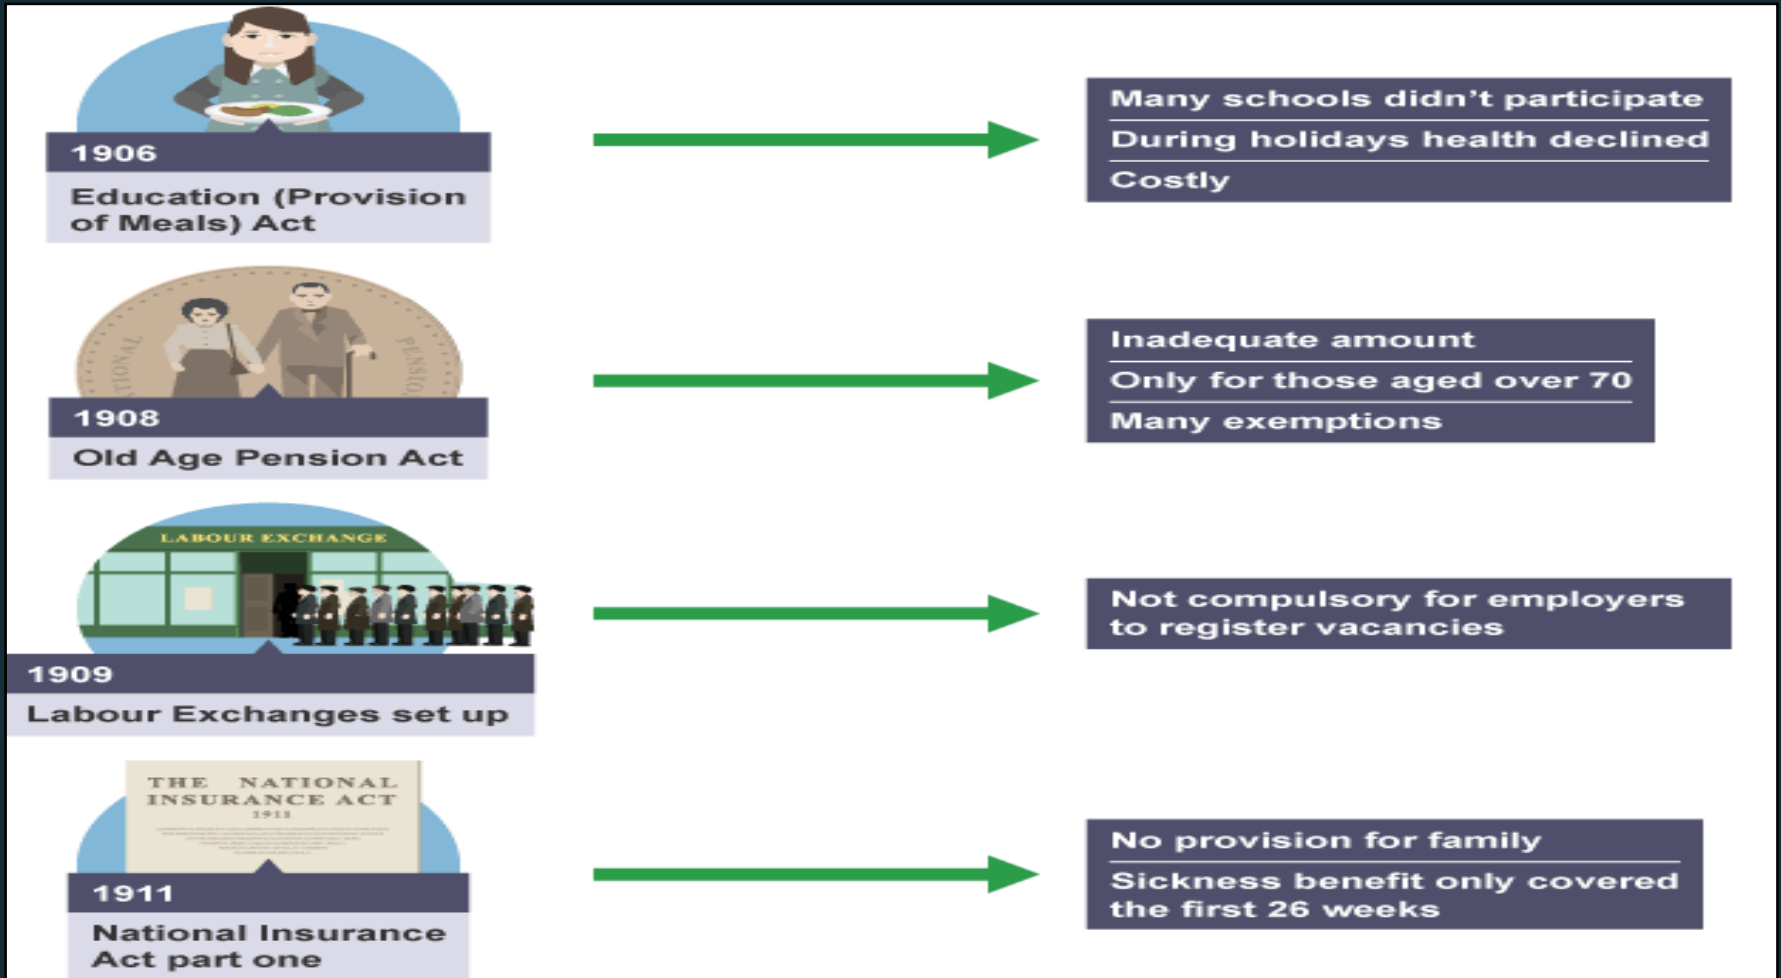 1906
Education (Provision
of Meals) Act
Many schools didn't participate
During holidays health declined
Costly
NATIONAL
PENSIO
1908
Old Age Pension Act
Inadequate amount
Only for those aged over 70
Many exemptions
LABOUR EXCHANGE
1909
Labour Exchanges set up
Not compulsory for employers
to register vacancies
THE NATIONAL
INSURANCE ACT
1911
1911
National Insurance
Act part one
No provision for family
Sickness benefit only covered
the first 26 weeks